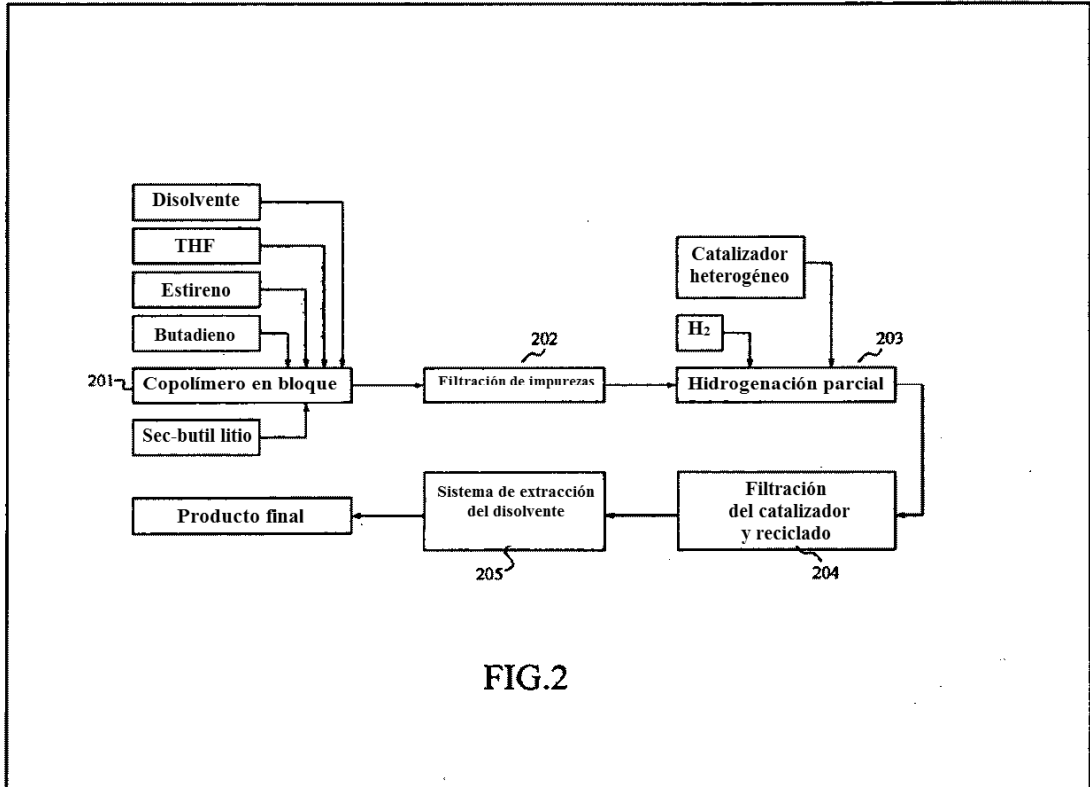 Disolvente
THF
Estireno
Butadieno
201
Copolímero en bloque
Sec-butil litio
202
Filtración de impurezas
Catalizador
heterogéneo
H2
203
Hidrogenación parcial
Filtración
del catalizador
y reciclado
204
Sistema de extracción
del disolvente
205
Producto final
FIG.2